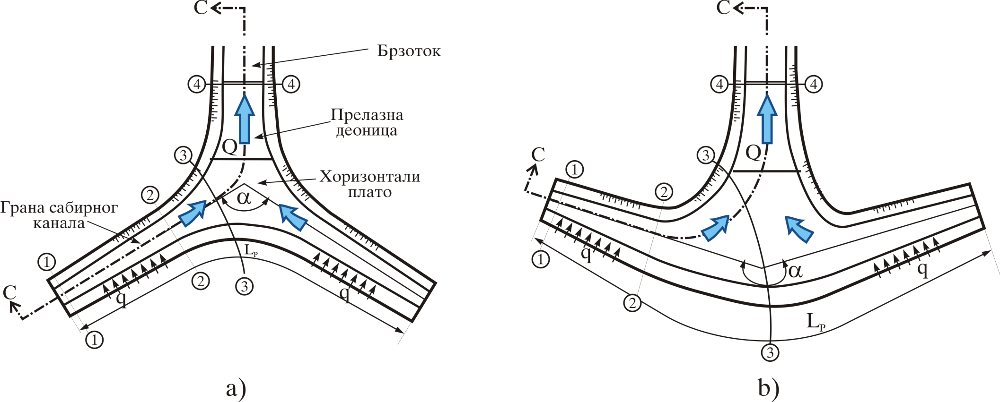 C
C
Брзоток
4
4
4
4
Прелазна
деоница
Q
Q
3
3
C
1
Хоризонтали
плато
2
2
α
Грана сабирног
канала
LP
q
1
1
α
q
2
3
q
q
C
2
LP
1
3
a)
b)